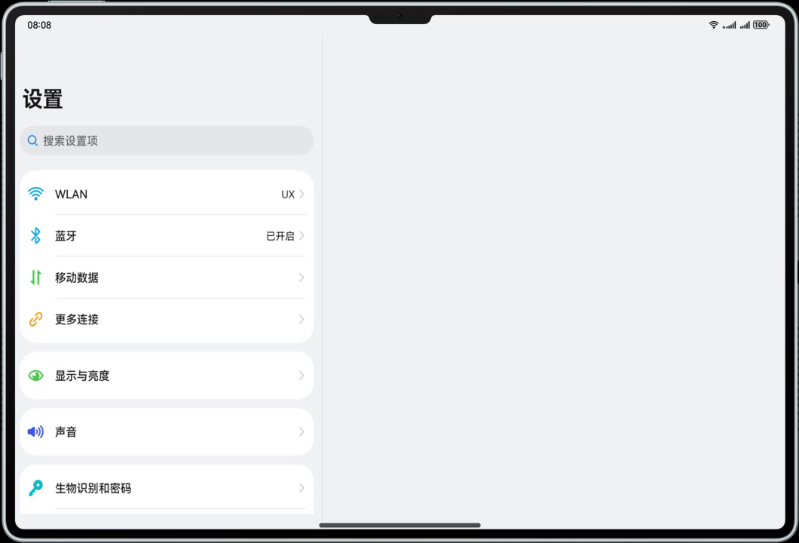 08:08
100
设置
搜索设置项
WLAN UX
蓝牙 已开启
移动数据
更多连接
显示与亮度
声音
生物识别和密码